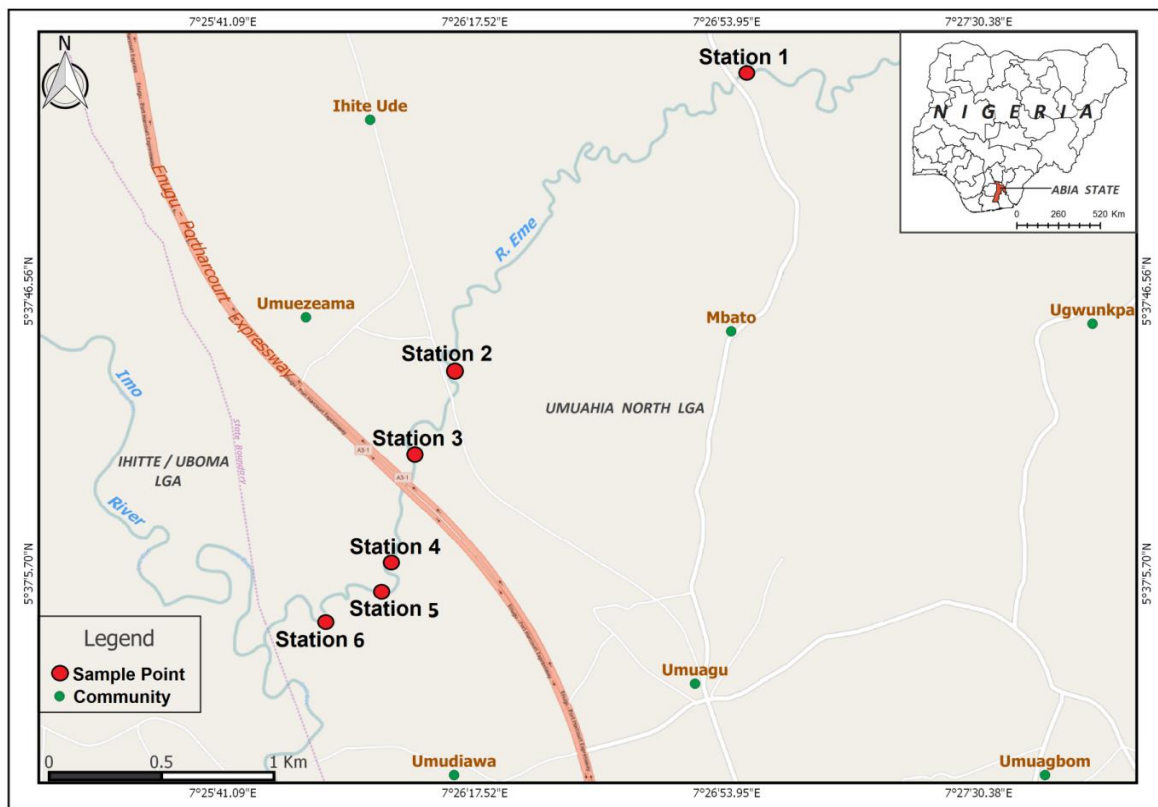 7°25'41.09"E 7°26'17.52"E 7°26'53.95"E 7°27'30.38"E
N
Station 1
Ihite Ude
NIGERIA
ABIA STATE
0 260 520 Km
Enugu - Porthharcourt Expressway
R. Eme
5°37'46.56"N
5°37'46.56"N
Umuezeama
Mbato
Ugwunkpa
Station 2
Imo
River
UMUAHIA NORTH LGA
Station 3
A3-1
A3-1
IHITTE / UBOMA
LGA
State Boundary
Station 4
5°37'5.70"N
5°37'5.70"N
Station 5
Station 6
Legend
Sample Point
Community
Umuagu
0 0.5 1 Km
Umudiawa
Umuagbom
7°25'41.09"E 7°26'17.52"E 7°26'53.95"E 7°27'30.38"E